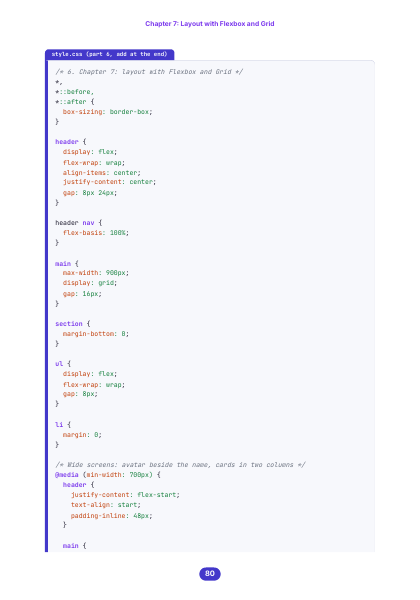 Chapter 7: Layout with Flexbox and Grid
style.css (part 6, add at the end)
/* 6. Chapter 7: layout with Flexbox and Grid */
*,
*::before,
*::after {
  box-sizing: border-box;
}
header {
  display: flex;
  flex-wrap: wrap;
  align-items: center;
  justify-content: center;
  gap: 8px 24px;
}
header nav {
  flex-basis: 100%;
}
main {
  max-width: 900px;
  display: grid;
  gap: 16px;
}
section {
  margin-bottom: 0;
}
ul {
  display: flex;
  flex-wrap: wrap;
  gap: 8px;
}
li {
  margin: 0;
}
/* Wide screens: avatar beside the name, cards in two columns */
@media (min-width: 700px) {
  header {
    justify-content: flex-start;
    text-align: start;
    padding-inline: 48px;
  }
  main {
80